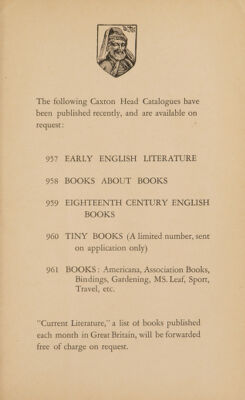 The following Caxton Head Catalogues have
been published recently, and are available on
request:
957 EARLY ENGLISH LITERATURE
958 BOOKS ABOUT BOOKS
959 EIGHTEENTH CENTURY ENGLISH
BOOKS
960 TINY BOOKS (A limited number, sent
on application only)
961 BOOKS: Americana, Association Books,
Bindings, Gardening, MS. Leaf, Sport,
Travel, etc.
"Current Literature," a list of books published
each month in Great Britain, will be forwarded
free of charge on request.